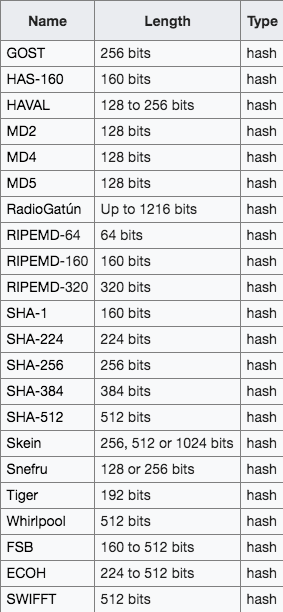 Name Length Type
GOST 256 bits hash
HAS-160 160 bits hash
HAVAL 128 to 256 bits hash
MD2 128 bits hash
MD4 128 bits hash
MD5 128 bits hash
RadioGatún Up to 1216 bits hash
RIPEMD-64 64 bits hash
RIPEMD-160 160 bits hash
RIPEMD-320 320 bits hash
SHA-1 160 bits hash
SHA-224 224 bits hash
SHA-256 256 bits hash
SHA-384 384 bits hash
SHA-512 512 bits hash
Skein 256, 512 or 1024 bits hash
Snefru 128 or 256 bits hash
Tiger 192 bits hash
Whirlpool 512 bits hash
FSB 160 to 512 bits hash
ECOH 224 to 512 bits hash
SWIFFT 512 bits hash